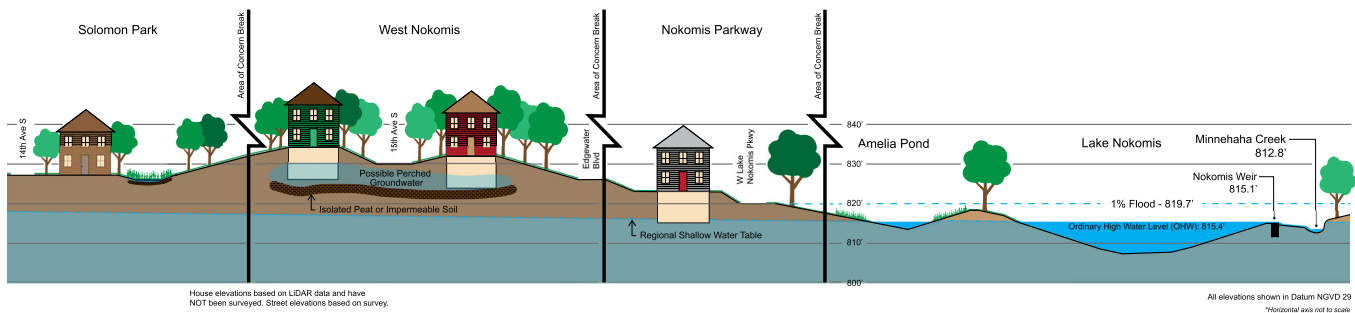 Solomon Park
West Nokomis
Nokomis Parkway
Area of Concern Break
Area of Concern Break
Area of Concern Break
14th Ave S
15th Ave S
Edgewater
Blvd
W Lake
Nokomis Pkwy
840'
830'
820'
810'
800'
Amelia Pond
Lake Nokomis
Minnehaha Creek
812.8'
Nokomis Weir
815.1'
1% Flood - 819.7'
Ordinary High Water Level (OHW): 815.4'
Possible Perched
Groundwater
Isolated Peat or Impermeable Soil
Regional Shallow Water Table
House elevations based on LiDAR data and have
NOT been surveyed. Street elevations based on survey.
All elevations shown in Datum NGVD 29
*Horizontal axis not to scale